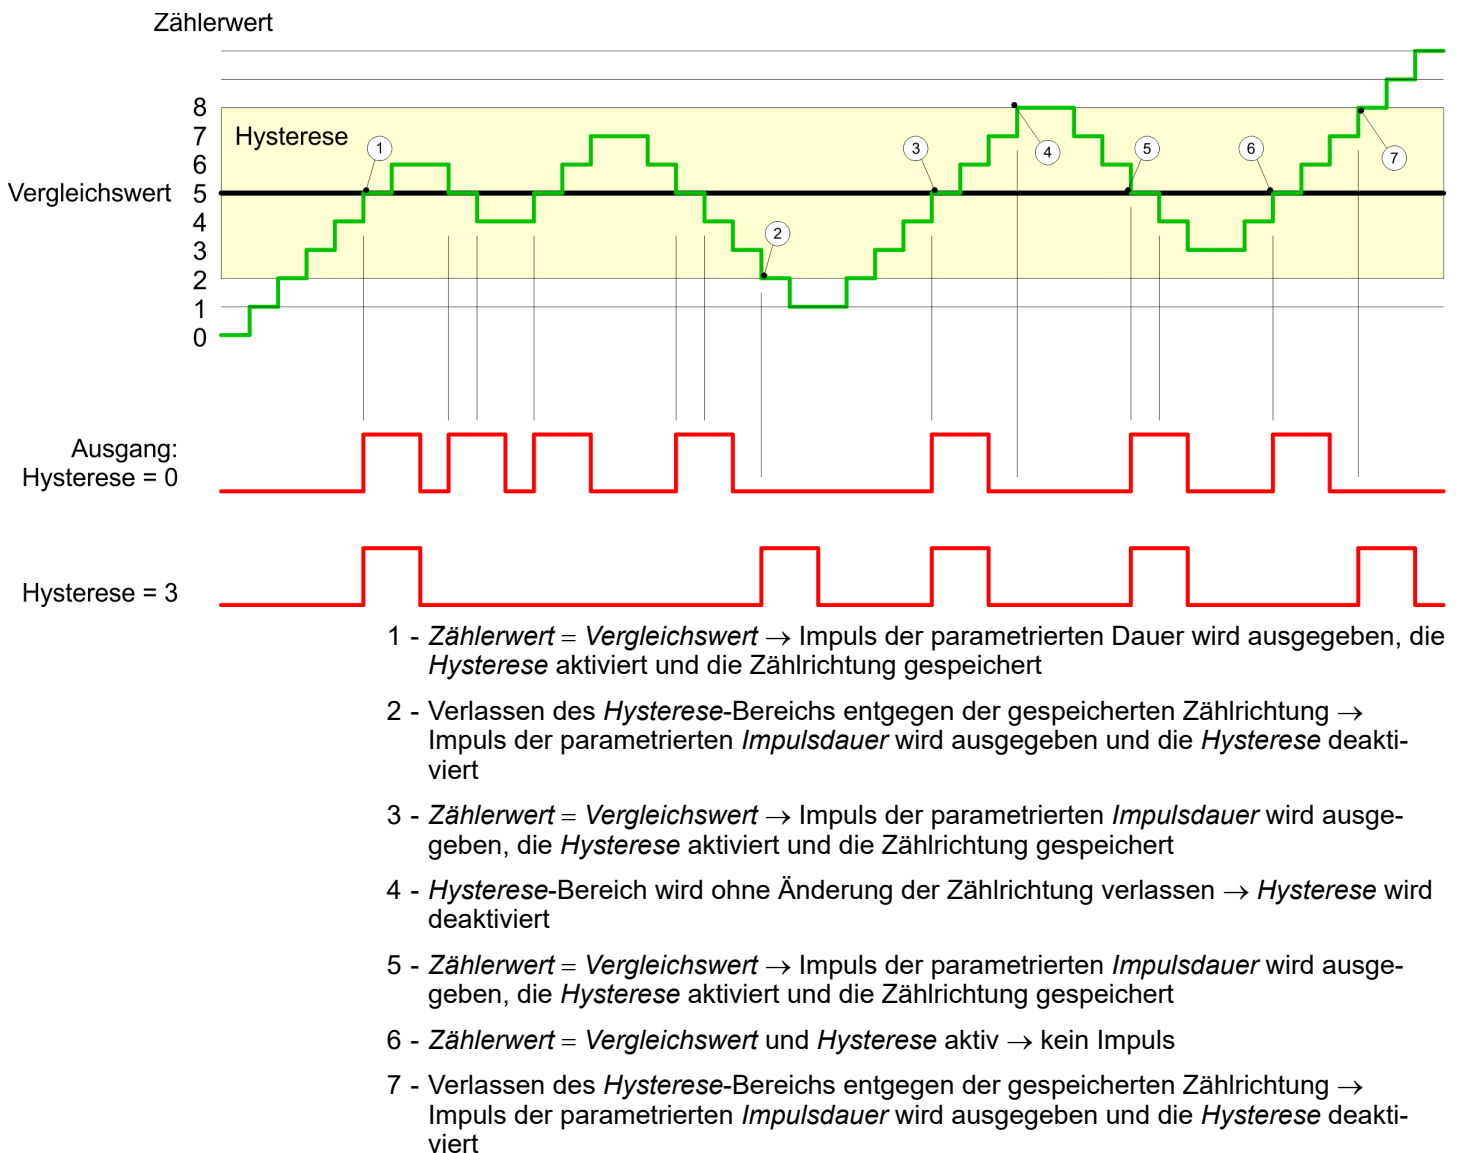 Zählerwert
8
7
6
Vergleichswert 5
4
3
2
1
0
Hysterese
1
2
3
4
5
6
7
Ausgang:
Hysterese = 0
Hysterese = 3
1 - Zählerwert = Vergleichswert → Impuls der parametrierten Dauer wird ausgegeben, die
Hysterese aktiviert und die Zählrichtung gespeichert
2 - Verlassen des Hysterese-Bereichs entgegen der gespeicherten Zählrichtung →
Impuls der parametrierten Impulsdauer wird ausgegeben und die Hysterese deakti-
viert
3 - Zählerwert = Vergleichswert → Impuls der parametrierten Impulsdauer wird ausge-
geben, die Hysterese aktiviert und die Zählrichtung gespeichert
4 - Hysterese-Bereich wird ohne Änderung der Zählrichtung verlassen → Hysterese wird
deaktiviert
5 - Zählerwert = Vergleichswert → Impuls der parametrierten Impulsdauer wird ausge-
geben, die Hysterese aktiviert und die Zählrichtung gespeichert
6 - Zählerwert = Vergleichswert und Hysterese aktiv → kein Impuls
7 - Verlassen des Hysterese-Bereichs entgegen der gespeicherten Zählrichtung →
Impuls der parametrierten Impulsdauer wird ausgegeben und die Hysterese deakti-
viert